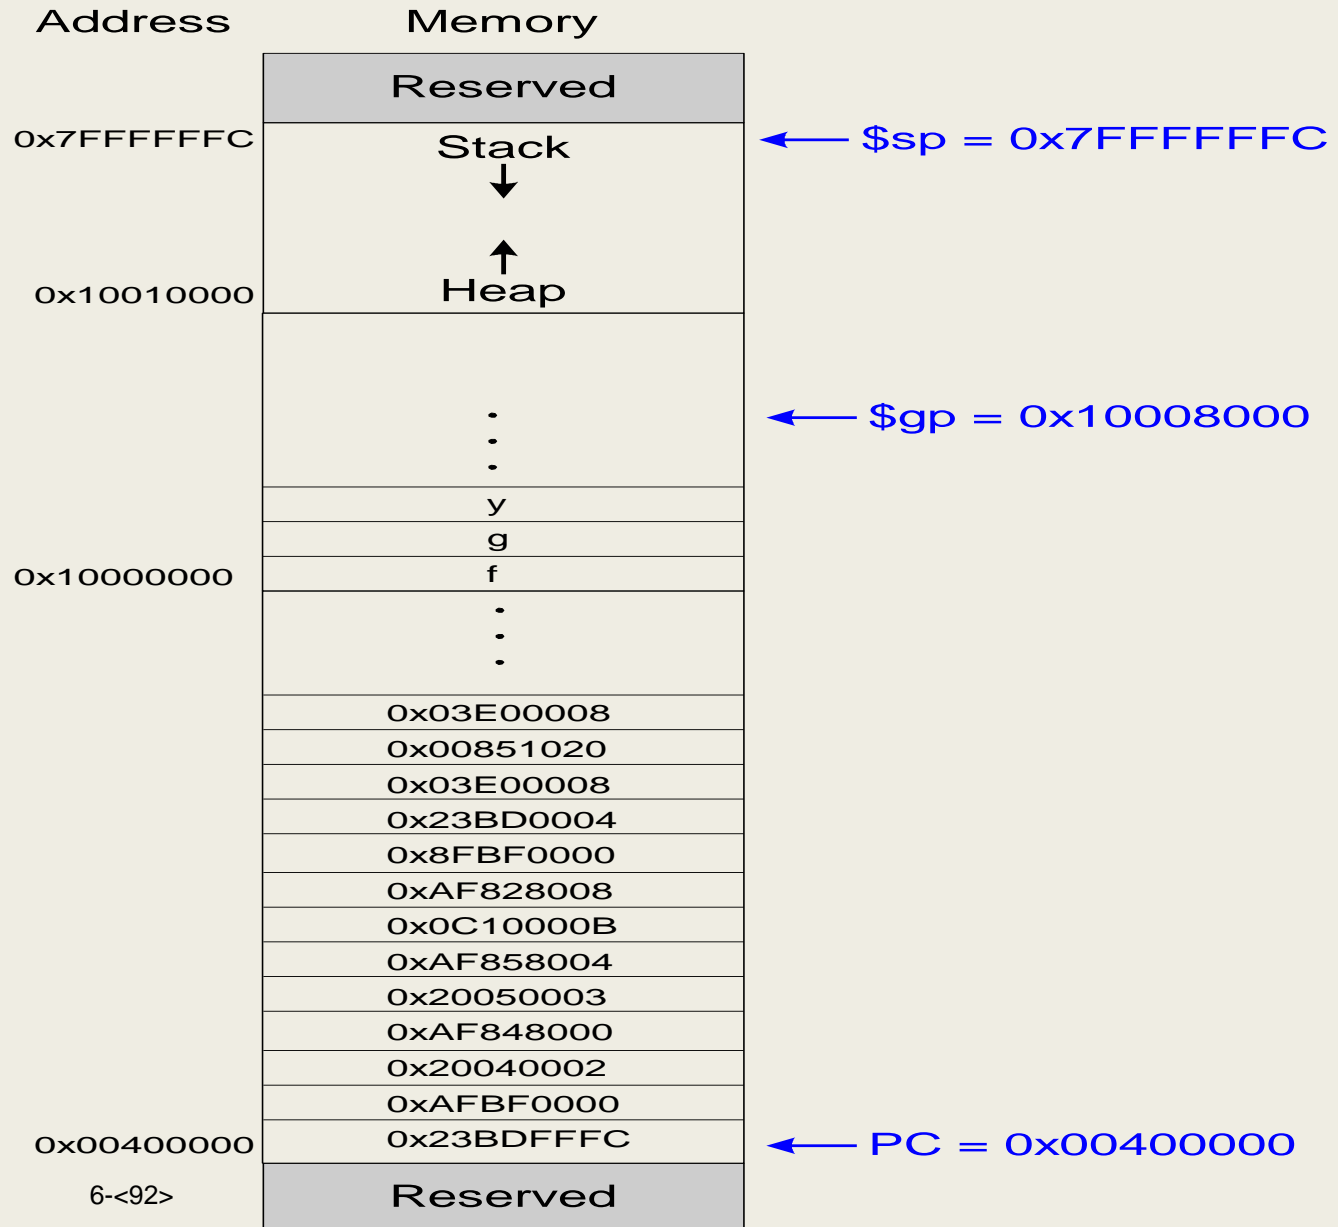 Address Memory
Reserved
0x7FFFFFFC Stack $sp = 0x7FFFFFFC
0x10010000 Heap
$gp = 0x10008000
y
g
0x10000000 f
0x03E00008
0x00851020
0x03E00008
0x23BD0004
0x8FBF0000
0xAF828008
0x0C10000B
0xAF858004
0x20050003
0xAF848000
0x20040002
0xAFBF0000
0x00400000 0x23BDFFFC PC = 0x00400000
6-<92> Reserved